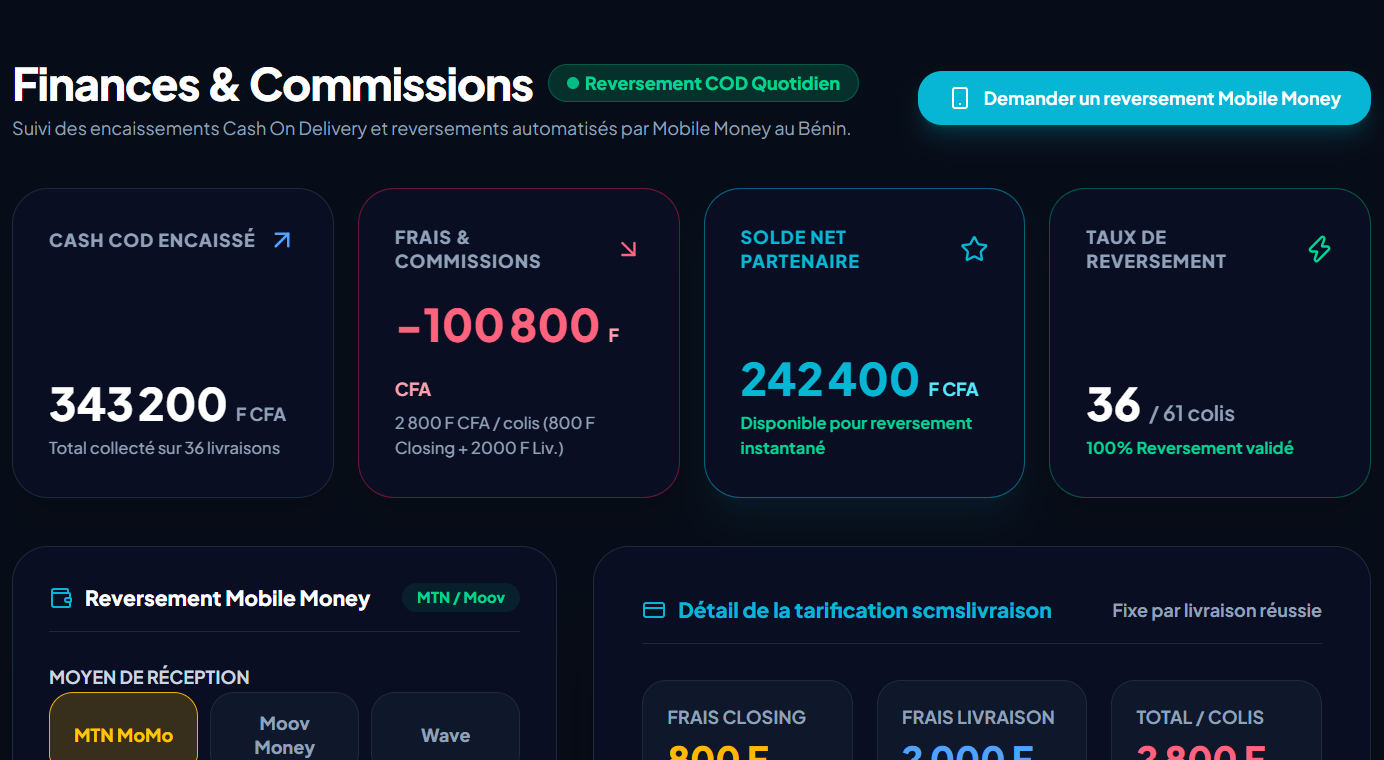 Finances & Commissions
Reversement COD Quotidien
Demander un reversement Mobile Money
Suivi des encaissements Cash On Delivery et reversements automatisés par Mobile Money au Bénin.
CASH COD ENCAISSÉ
343 200 F CFA
Total collecté sur 36 livraisons
FRAIS &
COMMISSIONS
−100 800 F
CFA
2 800 F CFA / colis (800 F
Closing + 2000 F Liv.)
SOLDE NET
PARTENAIRE
242 400 F CFA
Disponible pour reversement
instantané
TAUX DE
REVERSEMENT
36 / 61 colis
100% Reversement validé
Reversement Mobile Money
MTN / Moov
MOYEN DE RÉCEPTION
MTN MoMo
Moov
Money
Wave
Détail de la tarification scmslivraison
Fixe par livraison réussie
FRAIS CLOSING
800 F
FRAIS LIVRAISON
2 000 F
TOTAL / COLIS
2 800 F